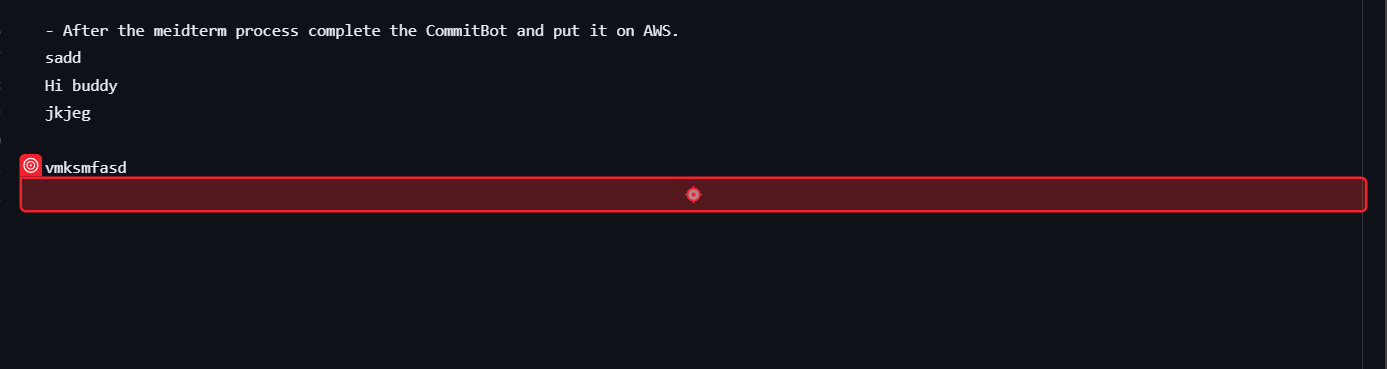 - After the meidterm process complete the CommitBot and put it on AWS.
sadd
Hi buddy
jkjeg
vmksmfasd